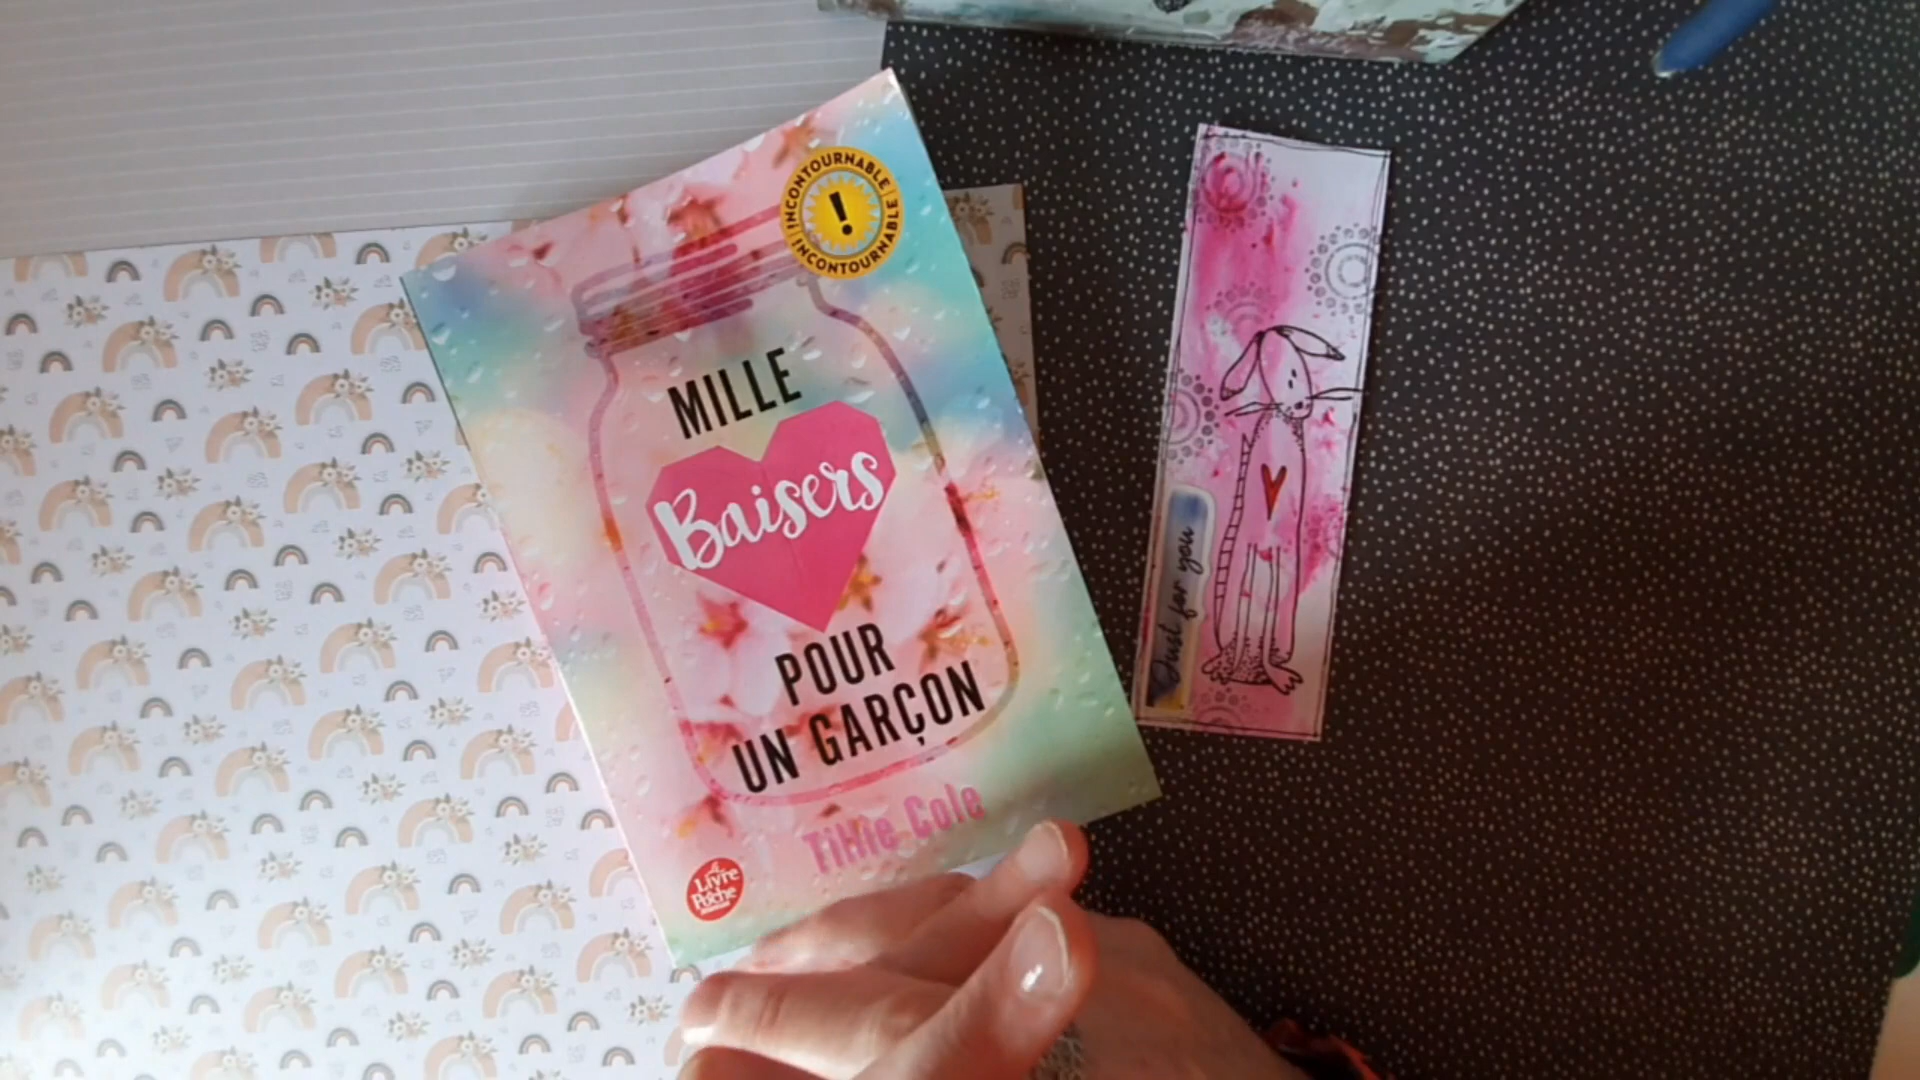 INCONTOURNABLE
!
INCONTOURNABLE
MILLE
Baisers
POUR
UN GARÇON
Tillie Cole
Le
Livre
de
Poche
Just for you